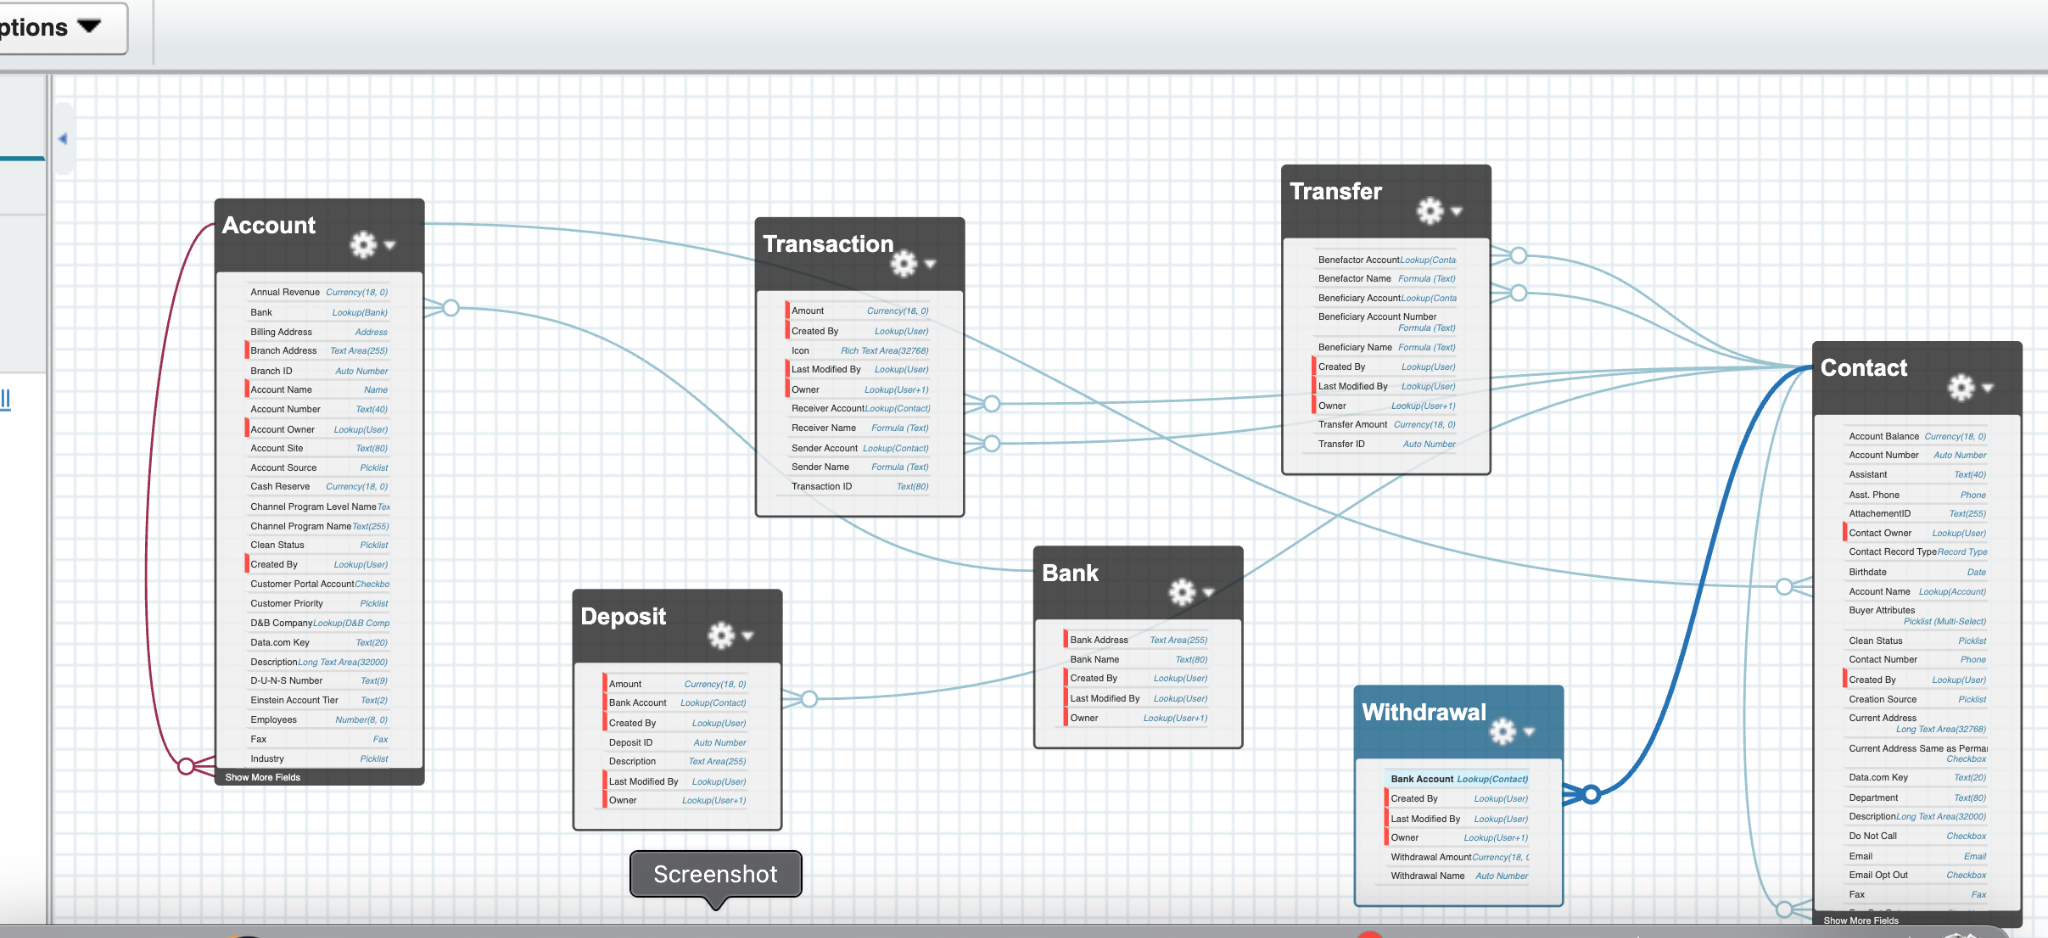 ptions
ll
Account
Annual Revenue Currency(18, 0)
Bank Lookup(Bank)
Billing Address Address
Branch Address Text Area(255)
Branch ID Auto Number
Account Name Name
Account Number Text(40)
Account Owner Lookup(User)
Account Site Text(80)
Account Source Picklist
Cash Reserve Currency(18, 0)
Channel Program Level Name Tex
Channel Program Name Text(255)
Clean Status Picklist
Created By Lookup(User)
Customer Portal Account Checkbo
Customer Priority Picklist
D&B Company Lookup(D&B Comp
Data.com Key Text(20)
Description Long Text Area(32000)
D-U-N-S Number Text(9)
Einstein Account Tier Text(2)
Employees Number(8, 0)
Fax Fax
Industry Picklist
Show More Fields
Transaction
Amount Currency(18, 0)
Created By Lookup(User)
Icon Rich Text Area(32768)
Last Modified By Lookup(User)
Owner Lookup(User+1)
Receiver Account Lookup(Contact)
Receiver Name Formula (Text)
Sender Account Lookup(Contact)
Sender Name Formula (Text)
Transaction ID Text(80)
Transfer
Benefactor Account Lookup(Conta
Benefactor Name Formula (Text)
Beneficiary Account Lookup(Conta
Beneficiary Account Number
Formula (Text)
Beneficiary Name Formula (Text)
Created By Lookup(User)
Last Modified By Lookup(User)
Owner Lookup(User+1)
Transfer Amount Currency(18, 0)
Transfer ID Auto Number
Deposit
Amount Currency(18, 0)
Bank Account Lookup(Contact)
Created By Lookup(User)
Deposit ID Auto Number
Description Text Area(255)
Last Modified By Lookup(User)
Owner Lookup(User+1)
Screenshot
Bank
Bank Address Text Area(255)
Bank Name Text(80)
Created By Lookup(User)
Last Modified By Lookup(User)
Owner Lookup(User+1)
Withdrawal
Bank Account Lookup(Contact)
Created By Lookup(User)
Last Modified By Lookup(User)
Owner Lookup(User+1)
Withdrawal Amount Currency(18,
Withdrawal Name Auto Number
Contact
Account Balance Currency(18, 0)
Account Number Auto Number
Assistant Text(40)
Asst. Phone Phone
AttachementID Text(255)
Contact Owner Lookup(User)
Contact Record Type Record Type
Birthdate Date
Account Name Lookup(Account)
Buyer Attributes
Picklist (Multi-Select)
Clean Status Picklist
Contact Number Phone
Created By Lookup(User)
Creation Source Picklist
Current Address
Long Text Area(32768)
Current Address Same as Perma
Checkbox
Data.com Key Text(20)
Department Text(80)
Description Long Text Area(32000)
Do Not Call Checkbox
Email Email
Email Opt Out Checkbox
Fax Fax
Show More Fields